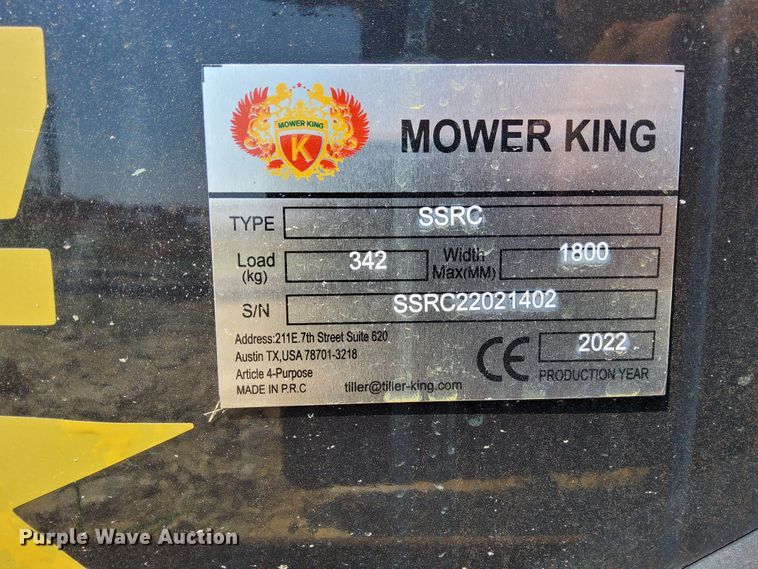 MOWER KING
K
MOWER KING
TYPE SSRC
Load (kg) 342 Width Max(MM) 1800
S/N SSRC22021402
Address:211E.7th Street Suite 620
Austin TX,USA 78701-3218
Article 4-Purpose
MADE IN P.R.C tiller@tiller-king.com
CE 2022
PRODUCTION YEAR
Purple Wave Auction